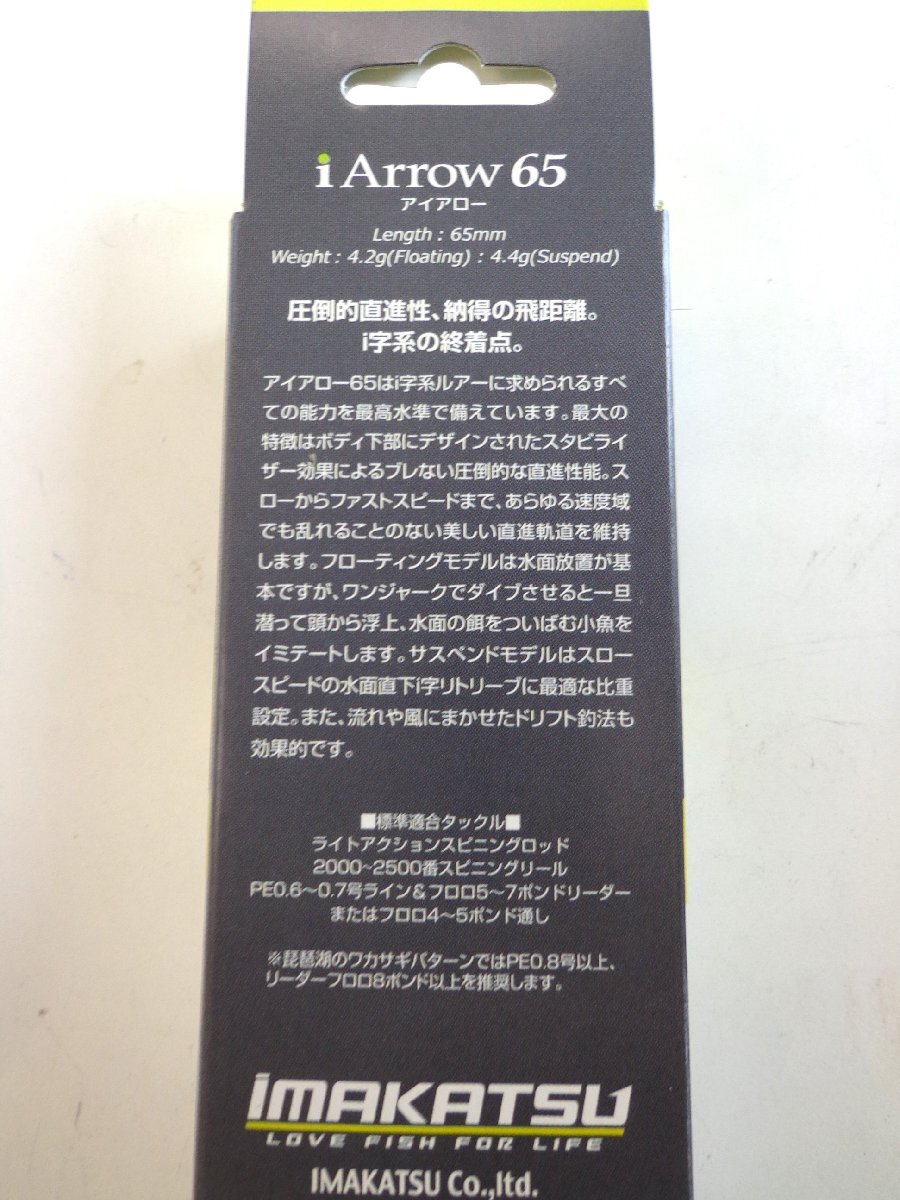 i Arrow 65
アイアロー
Length : 65mm
Weight : 4.2g(Floating) : 4.4g(Suspend)
圧倒的直進性、納得の飛距離。
i字系の終着点。
アイアロー65はi字系ルアーに求められるすべ
ての能力を最高水準で備えています。最大の
特徴はボディ下部にデザインされたスタビライ
ザー効果によるブレない圧倒的な直進性能。ス
ローからファストスピードまで、あらゆる速度域
でも乱れることのない美しい直進軌道を維持
します。フローティングモデルは水面放置が基
本ですが、ワンジャークでダイブさせると一旦
潜って頭から浮上、水面の餌をついばむ小魚を
イミテートします。サスペンドモデルはスロー
スピードの水面直下i字リトリーブに最適な比重
設定。また、流れや風にまかせたドリフト釣法も
効果的です。
■標準適合タックル■
ライトアクションスピニングロッド
2000~2500番スピニングリール
PE0.6〜0.7号ライン＆フロロ5〜7ポンドリーダー
またはフロロ4〜5ポンド通し
※琵琶湖のワカサギパターンではPE0.8号以上、
リーダーフロロ8ポンド以上を推奨します。
iMAKATSU
LOVE FISH FOR LIFE
IMAKATSU Co.,ltd.